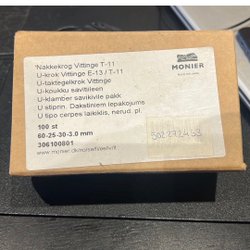 Nakkekrog Vittinge T-11
U-krok Vittinge E-13 / T-11
U-taktegelkrok Vittinge
U-koukku savitiileen
U-klamber savikivile pakk
U stiprin. Dakstiniem lepakojums
U tipo cerpes laikiklis, nerud. pl.
100 st
60-25-30-3.0 mm
306100801
MONIER